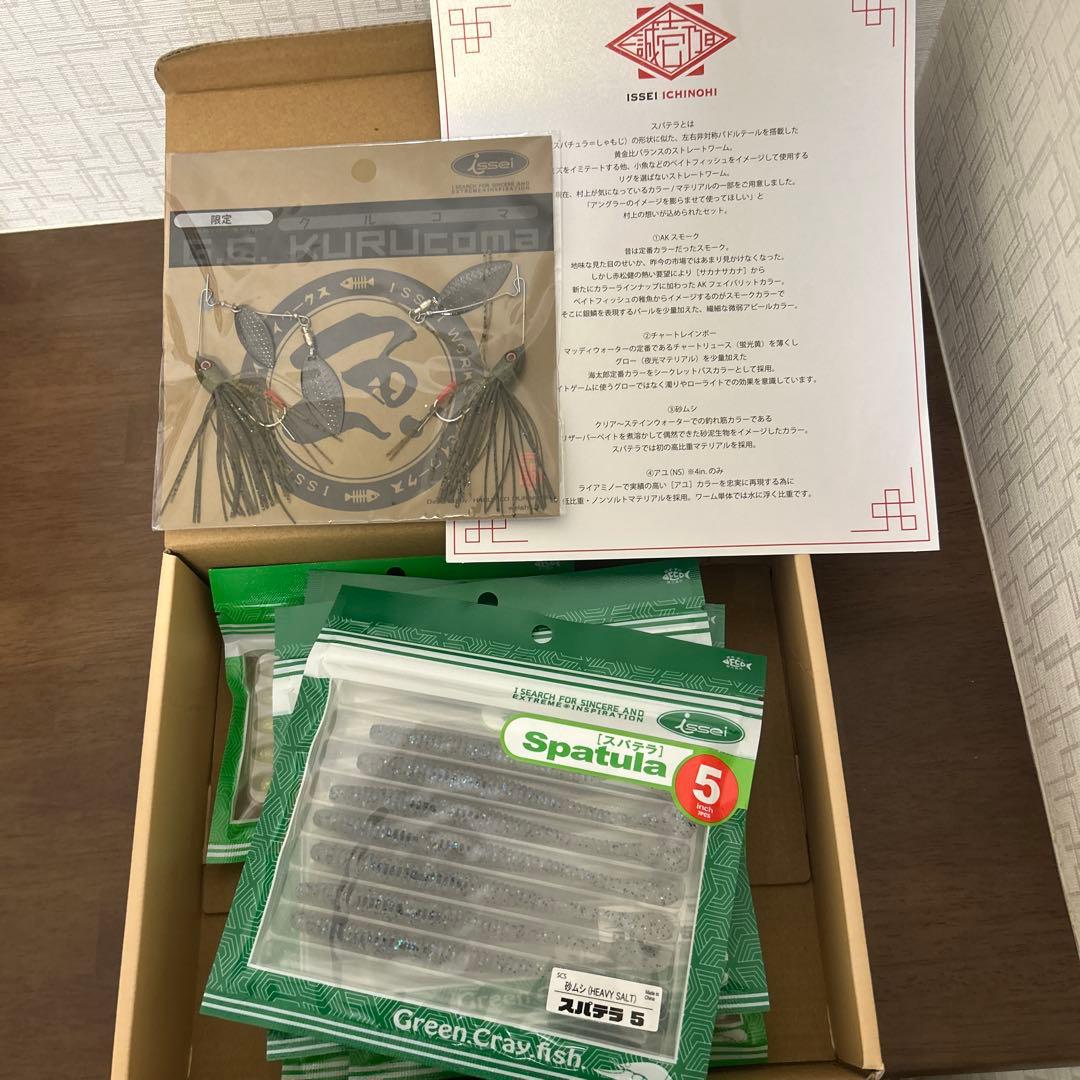 ISSEI ICHINOHI
スパテラとは
スパチュラ=しゃもじ）の形状に似た、左右非対称パドルテールを搭載した
黄金比バランスのストレートワーム。
ズをイミテートする他、小魚などのベイトフィッシュをイメージして使用する
リグを選ばないストレートワーム。
現在、村上が気になっているカラー / マテリアルの一部をご用意しました。
「アングラーのイメージを膨らませて使ってほしい」と
村上の想いが込められたセット。
①AK スモーク
昔は定番カラーだったスモーク。
地味な見た目のせいか、昨今の市場ではあまり見かけなくなった。
しかし赤松健の熱い要望により［サカナサカナ］から
新たにカラーラインナップに加わった AK フェイバリットカラー。
ベイトフィッシュの稚魚からイメージするのがスモークカラーで
そこに銀鱗を表現するパールを少量加えた、繊細な微弱アピールカラー。
②チャートレインボー
マッディウォーターの定番であるチャートリュース（蛍光黄）を薄くし
グロー（夜光マテリアル）を少量加えた
海太郎定番カラーをシークレットバスカラーとして採用。
イトゲームに使うグローではなく濁りやローライトでの効果を意識しています。
③砂ムシ
クリア～ステインウォーターでの釣れ筋カラーである
リザーバーベイトを煮溶かして偶然できた砂泥生物をイメージしたカラー。
スパテラでは初の高比重マテリアルを採用。
④アユ (NS) ※4in. のみ
ライアミノーで実績の高い［アユ］カラーを忠実に再現する為に
低比重・ノンソルトマテリアルを採用。ワーム単体では水に浮く比重です。
issei
I SEARCH FOR SINCERE AND
EXTREME★INSPIRATION
限定 クルコマ
G.C. KURUcoma
I SEARCH FOR SINCERE AND
EXTREME★INSPIRATION
issei
[スパテラ]
Spatula
5
inch
7PCS
SCS
砂ムシ(HEAVY SALT)
Made in
China
スパテラ 5
Green Cray fish